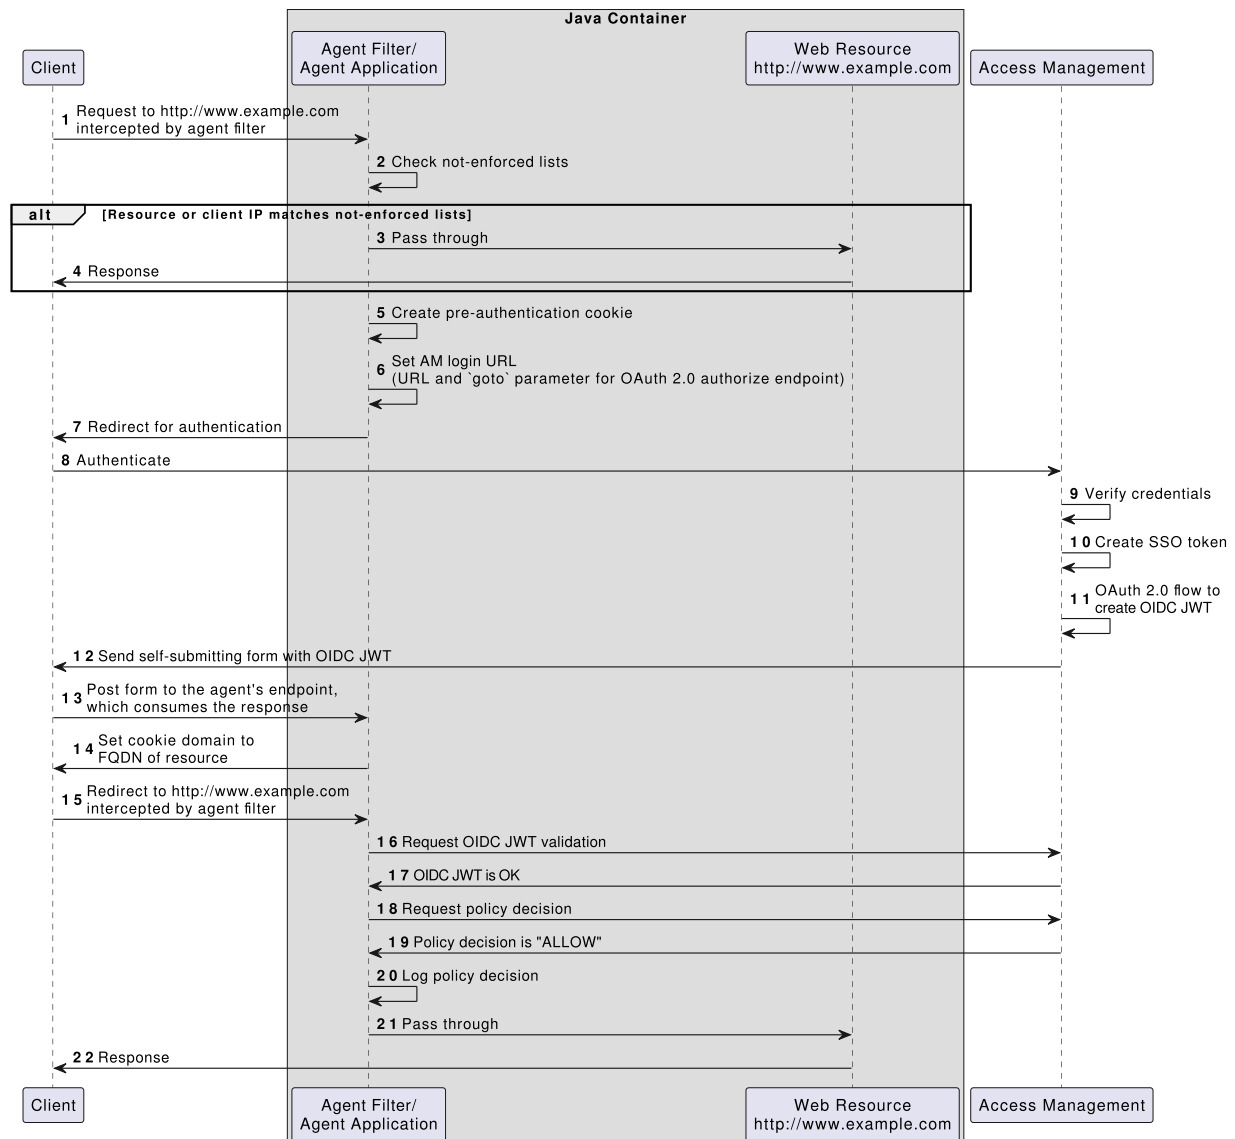 Java Container
Client
Agent Filter/
Agent Application
Web Resource
http://www.example.com
Access Management
1 Request to http://www.example.com
intercepted by agent filter
2 Check not-enforced lists
alt [Resource or client IP matches not-enforced lists]
3 Pass through
4 Response
5 Create pre-authentication cookie
6 Set AM login URL
(URL and `goto` parameter for OAuth 2.0 authorize endpoint)
7 Redirect for authentication
8 Authenticate
9 Verify credentials
10 Create SSO token
11 OAuth 2.0 flow to
create OIDC JWT
12 Send self-submitting form with OIDC JWT
13 Post form to the agent's endpoint,
which consumes the response
14 Set cookie domain to
FQDN of resource
15 Redirect to http://www.example.com
intercepted by agent filter
16 Request OIDC JWT validation
17 OIDC JWT is OK
18 Request policy decision
19 Policy decision is "ALLOW"
20 Log policy decision
21 Pass through
22 Response
Client
Agent Filter/
Agent Application
Web Resource
http://www.example.com
Access Management